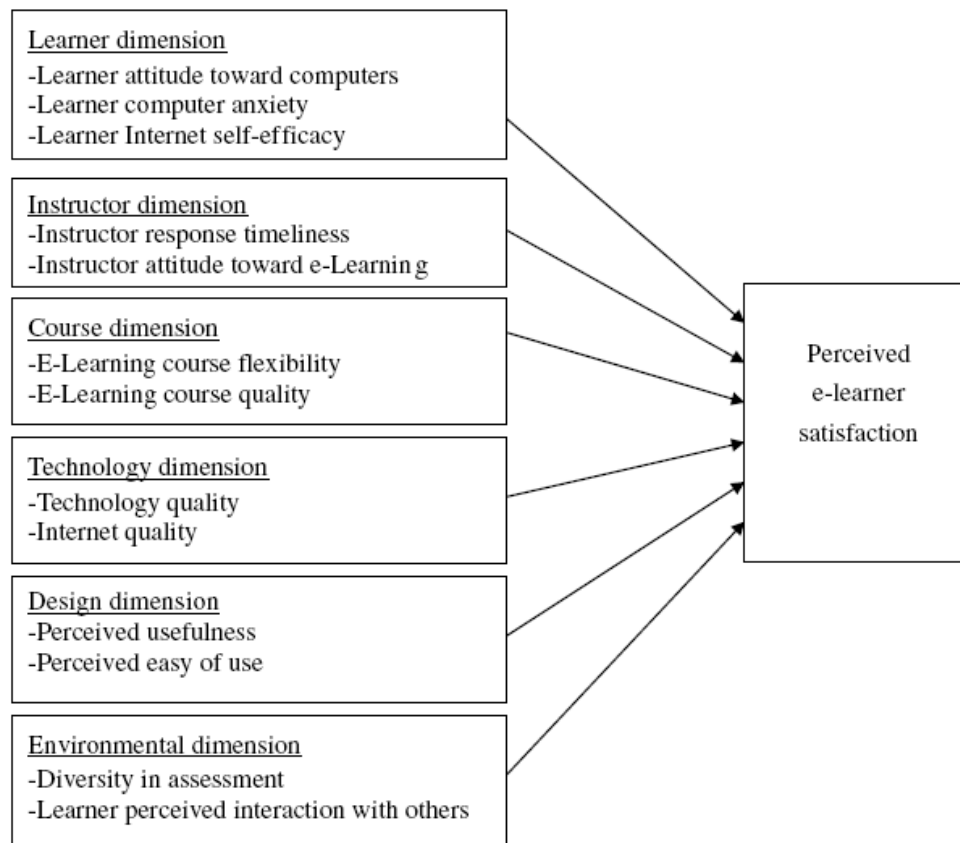 Learner dimension
-Learner attitude toward computers
-Learner computer anxiety
-Learner Internet self-efficacy
Instructor dimension
-Instructor response timeliness
-Instructor attitude toward e-Learning
Course dimension
-E-Learning course flexibility
-E-Learning course quality
Technology dimension
-Technology quality
-Internet quality
Design dimension
-Perceived usefulness
-Perceived easy of use
Environmental dimension
-Diversity in assessment
-Learner perceived interaction with others
Perceived
e-learner
satisfaction